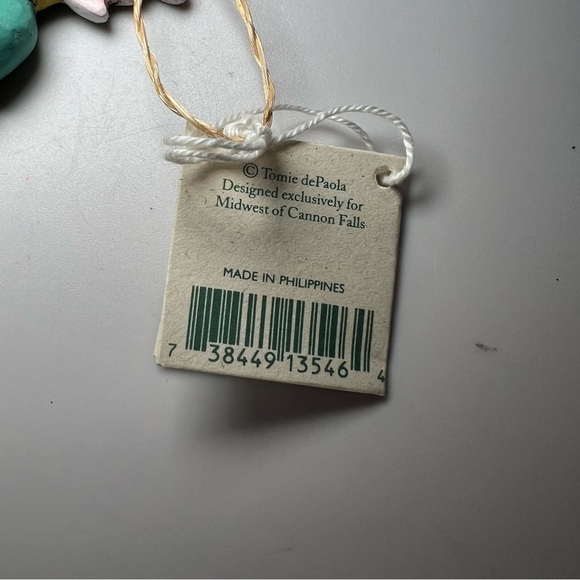 © Tomie dePaola
Designed exclusively for
Midwest of Cannon Falls
MADE IN PHILIPPINES
7 38449 13546 4